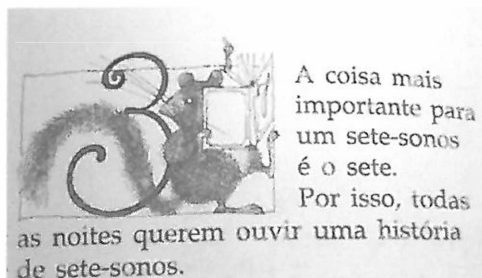 A coisa mais
importante para
um sete-sonos
é o sete.
Por isso, todas
as noites querem ouvir uma história
de sete-sonos.